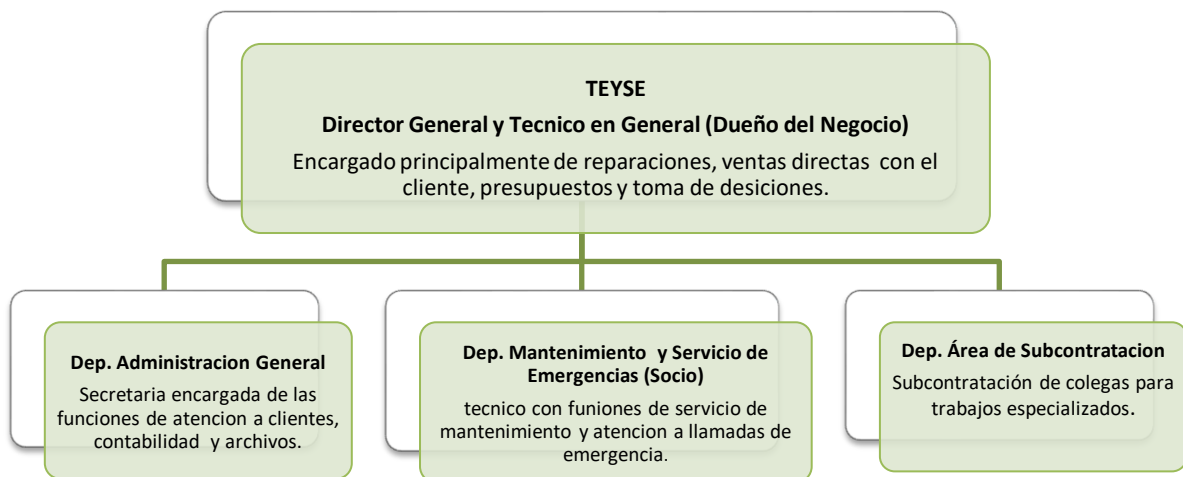 TEYSE
Director General y Tecnico en General (Dueño del Negocio)
Encargado principalmente de reparaciones, ventas directas con el
cliente, presupuestos y toma de desiciones.
Dep. Administracion General
Secretaria encargada de las
funciones de atencion a clientes,
contabilidad y archivos.
Dep. Mantenimiento y Servicio de
Emergencias (Socio)
tecnico con funiones de servicio de
mantenimiento y atencion a llamadas de
emergencia.
Dep. Área de Subcontratacion
Subcontratación de colegas para
trabajos especializados.